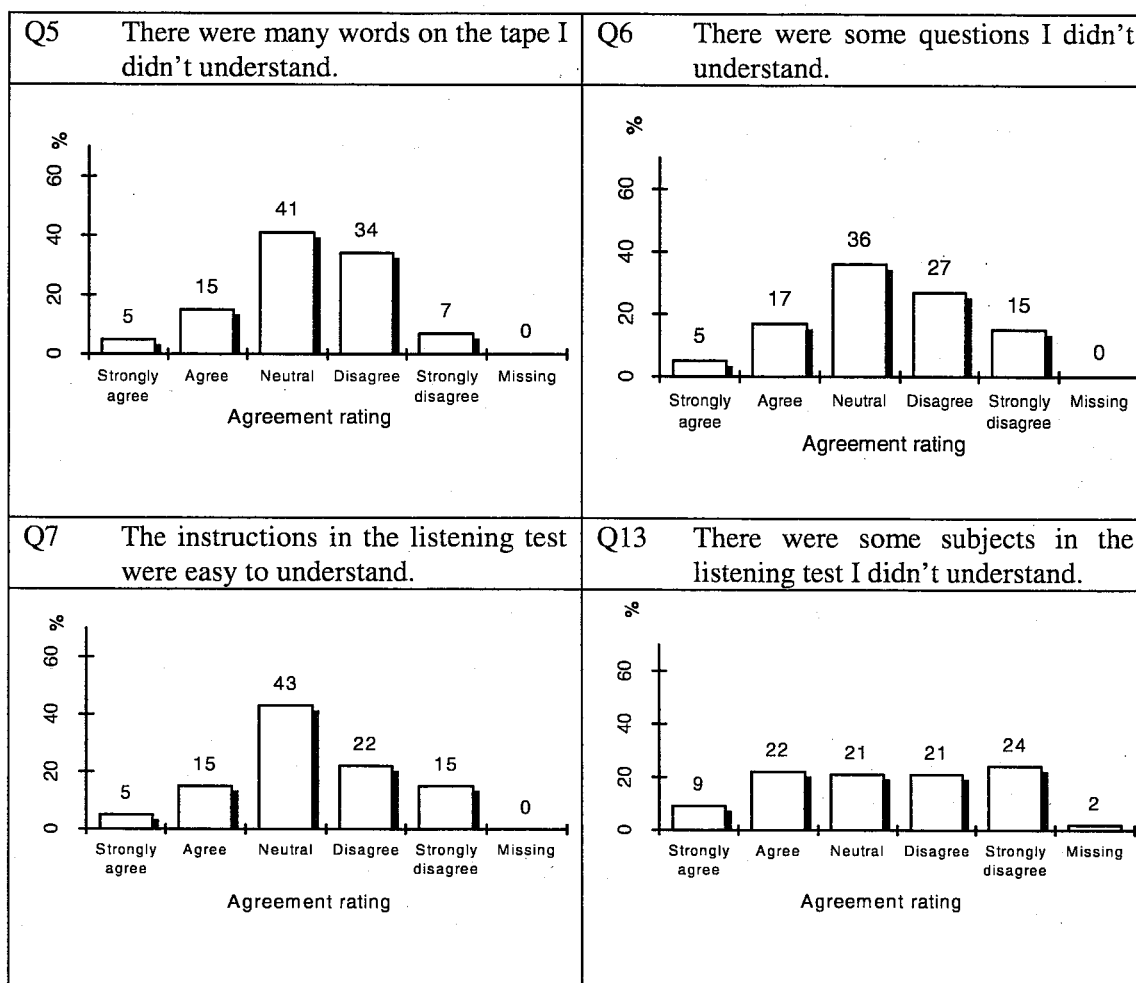 Q5 There were many words on the tape I
didn't understand.
%
60
40
20
0
5
15
41
34
7
0
Strongly agree
Agree
Neutral
Disagree
Strongly disagree
Missing
Agreement rating
Q6 There were some questions I didn't
understand.
%
60
40
20
0
5
17
36
27
15
0
Strongly agree
Agree
Neutral
Disagree
Strongly disagree
Missing
Agreement rating
Q7 The instructions in the listening test
were easy to understand.
%
60
40
20
0
5
15
43
22
15
0
Strongly agree
Agree
Neutral
Disagree
Strongly disagree
Missing
Agreement rating
Q13 There were some subjects in the
listening test I didn't understand.
%
60
40
20
0
9
22
21
21
24
2
Strongly agree
Agree
Neutral
Disagree
Strongly disagree
Missing
Agreement rating